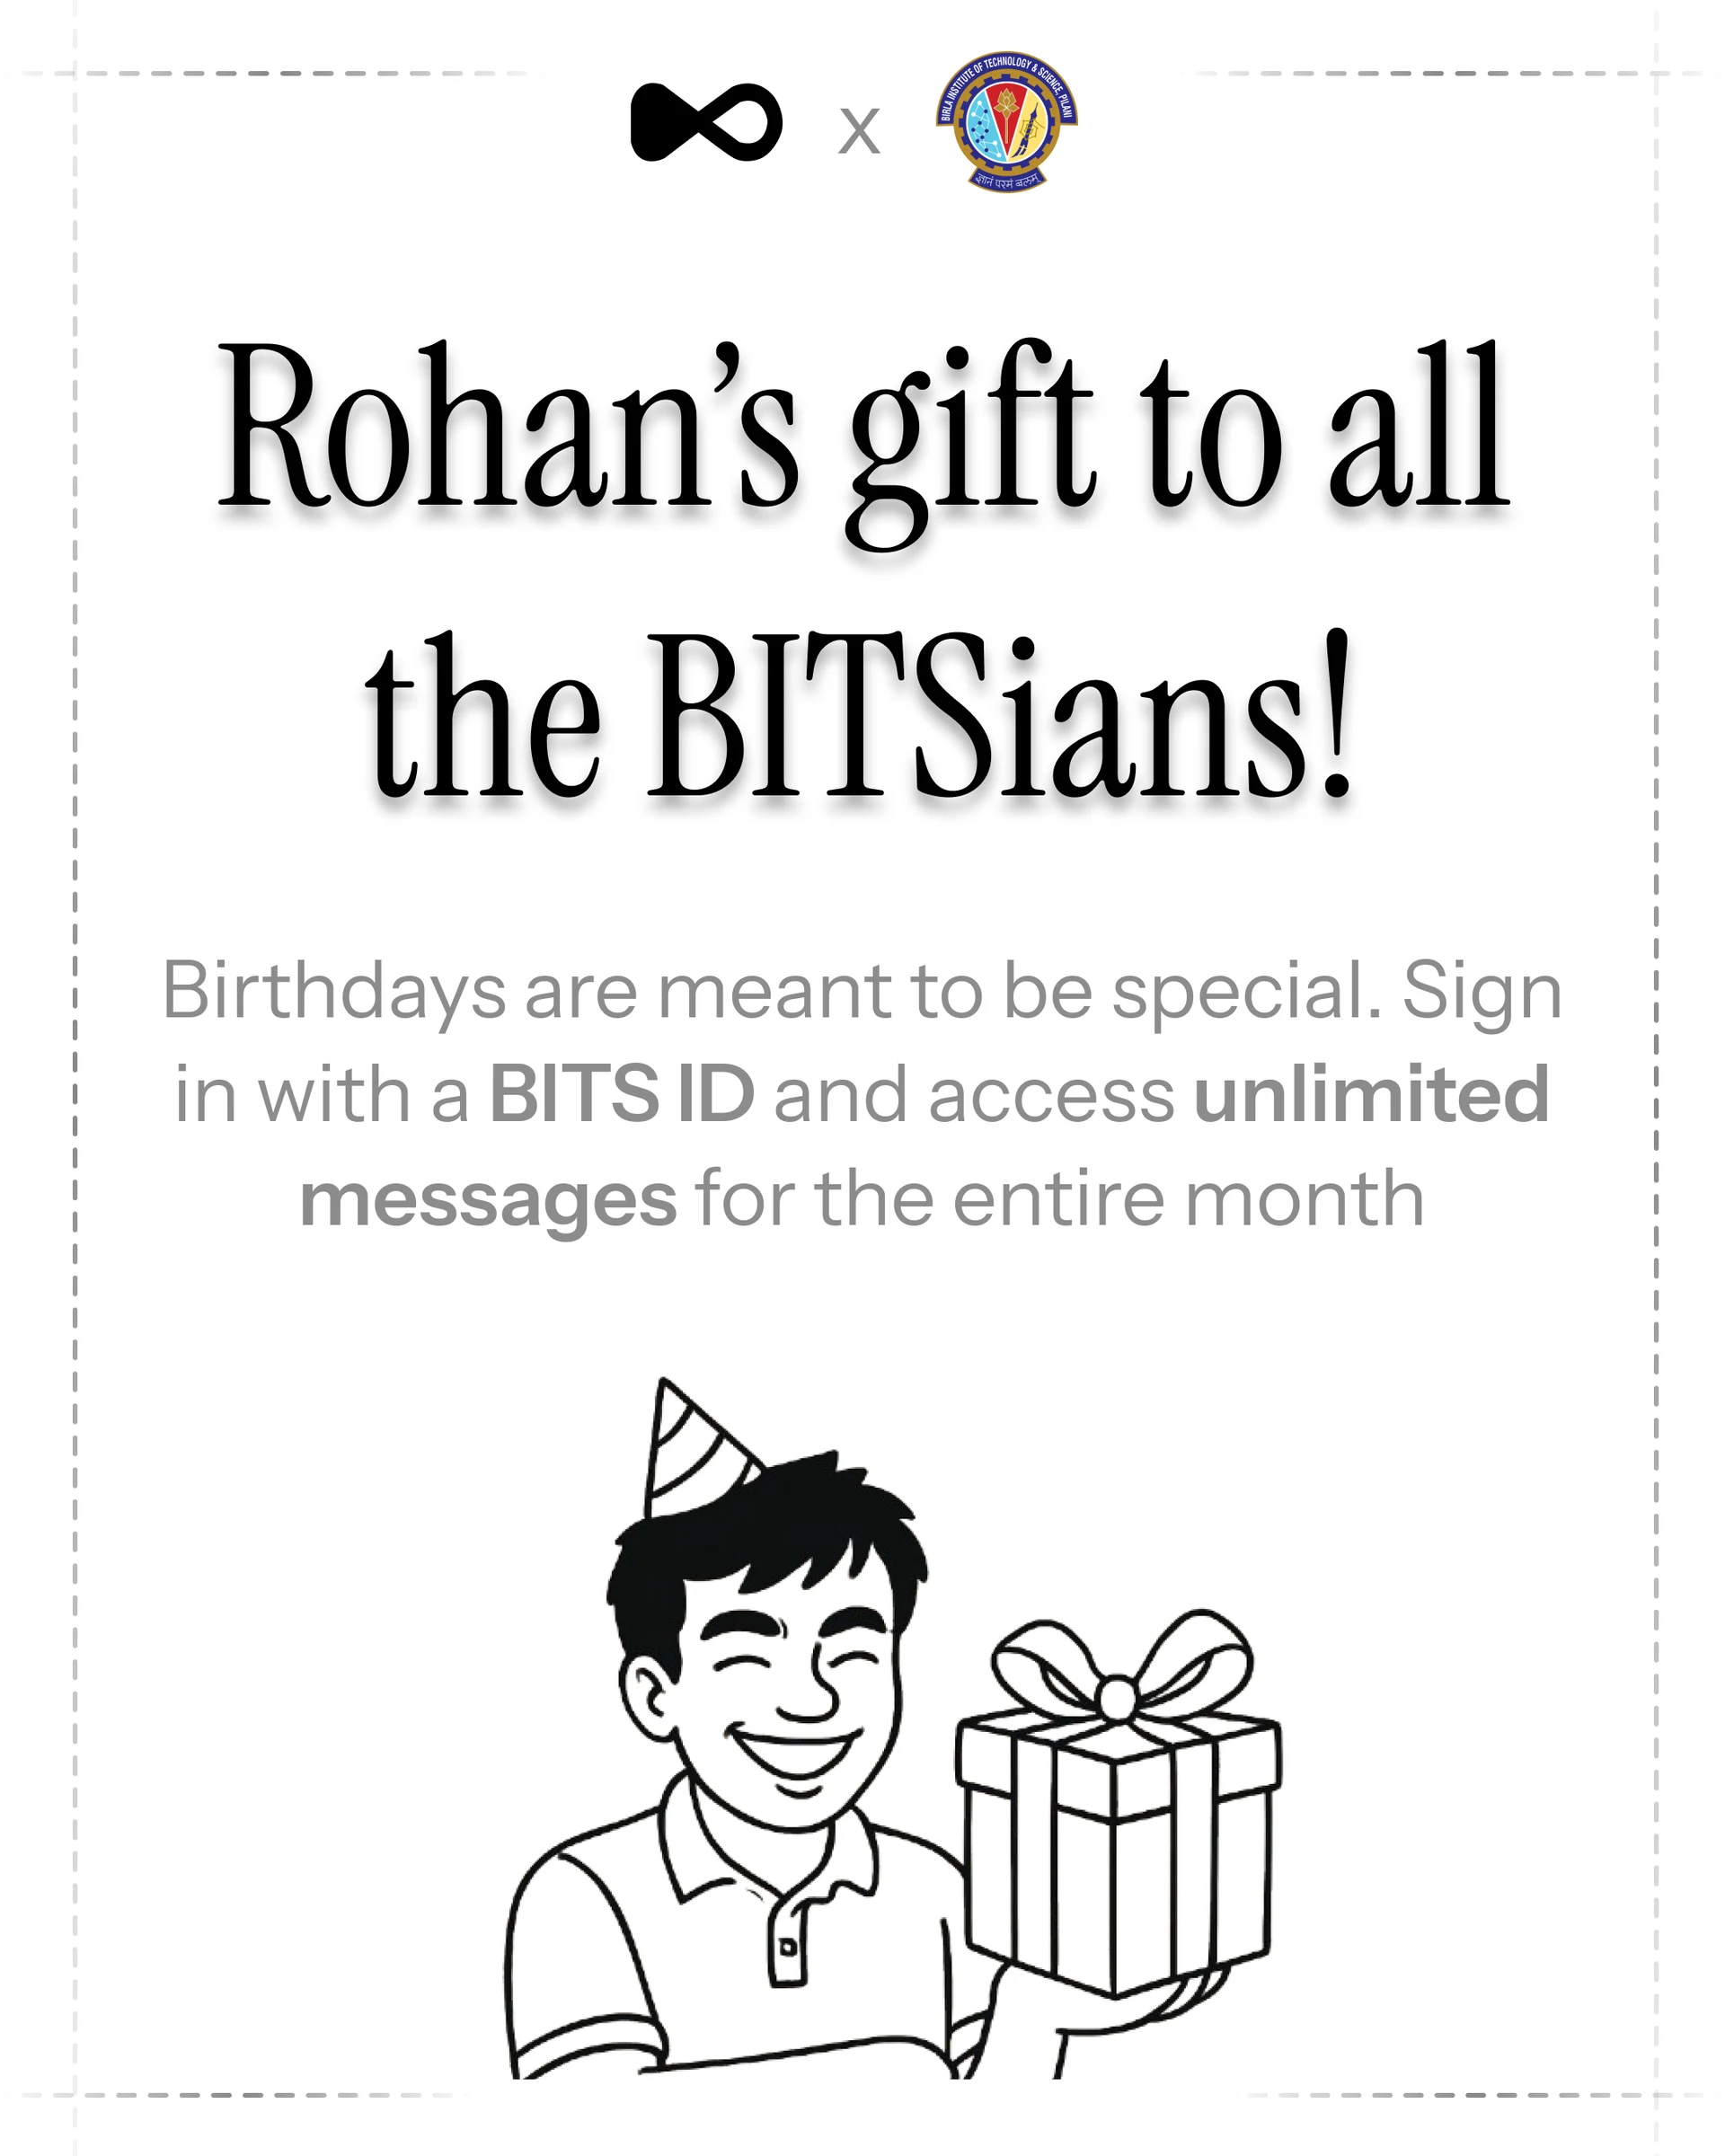 BIRLA INSTITUTE OF TECHNOLOGY & SCIENCE, PILANI
x
ज्ञानं परमं बलम्
Rohan’s gift to all
the BITSians!
Birthdays are meant to be special. Sign
in with a BITS ID and access unlimited
messages for the entire month